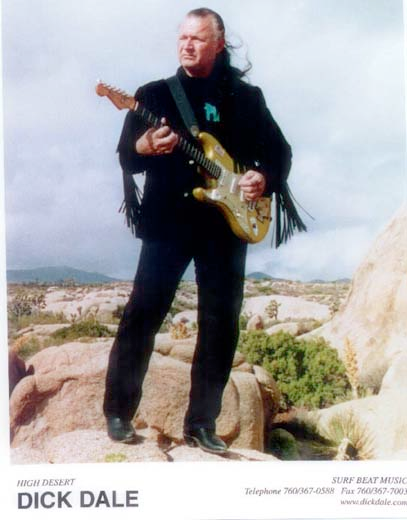 HIGH DESERT
DICK DALE
SURF BEAT MUSIC
Telephone 760/367-0588 Fax 760/367-7003
www.dickdale.com